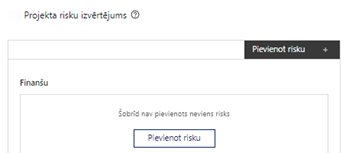 Projekta risku izvērtējums ?
Pievienot risku +
Finanšu
Šobrīd nav pievienots neviens risks
Pievienot risku